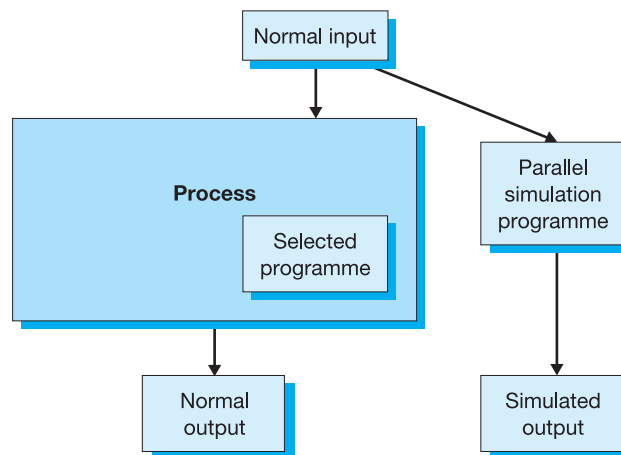 Normal input
Process
Selected
programme
Parallel
simulation
programme
Normal
output
Simulated
output